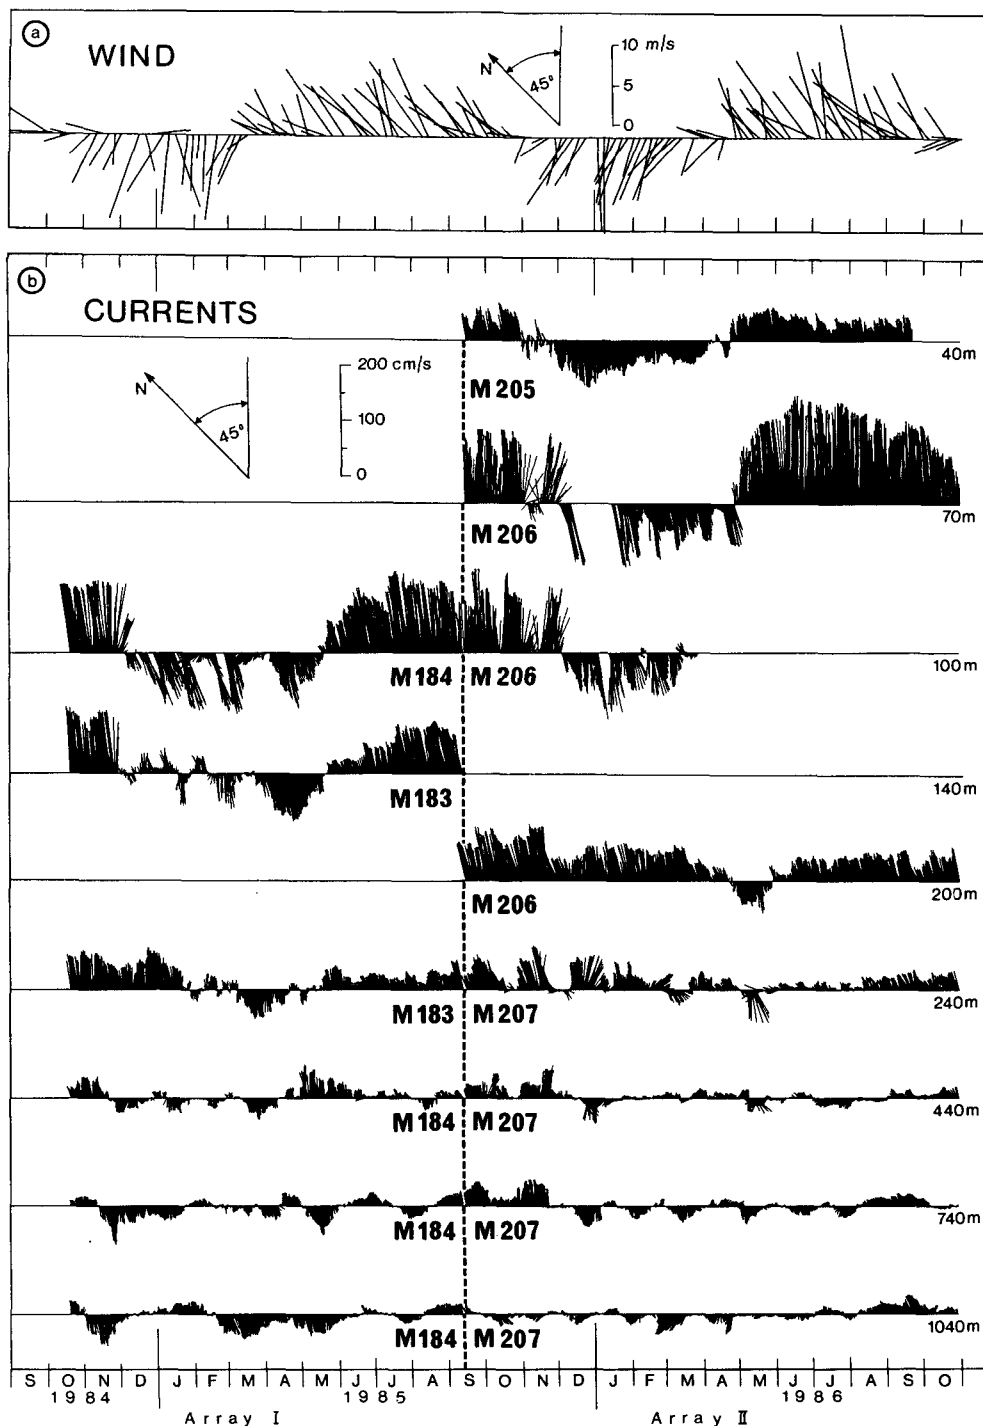 a
WIND
N
45°
10 m/s
5
0
b
CURRENTS
N
45°
200 cm/s
100
0
40m
M205
70m
M206
100m
M184 M206
140m
M183
200m
M206
240m
M183 M207
440m
M184 M207
740m
M184 M207
1040m
M184 M207
S O N D J F M A M J J A S O N D J F M A M J J A S O
1984 1985 1986
Array I Array II